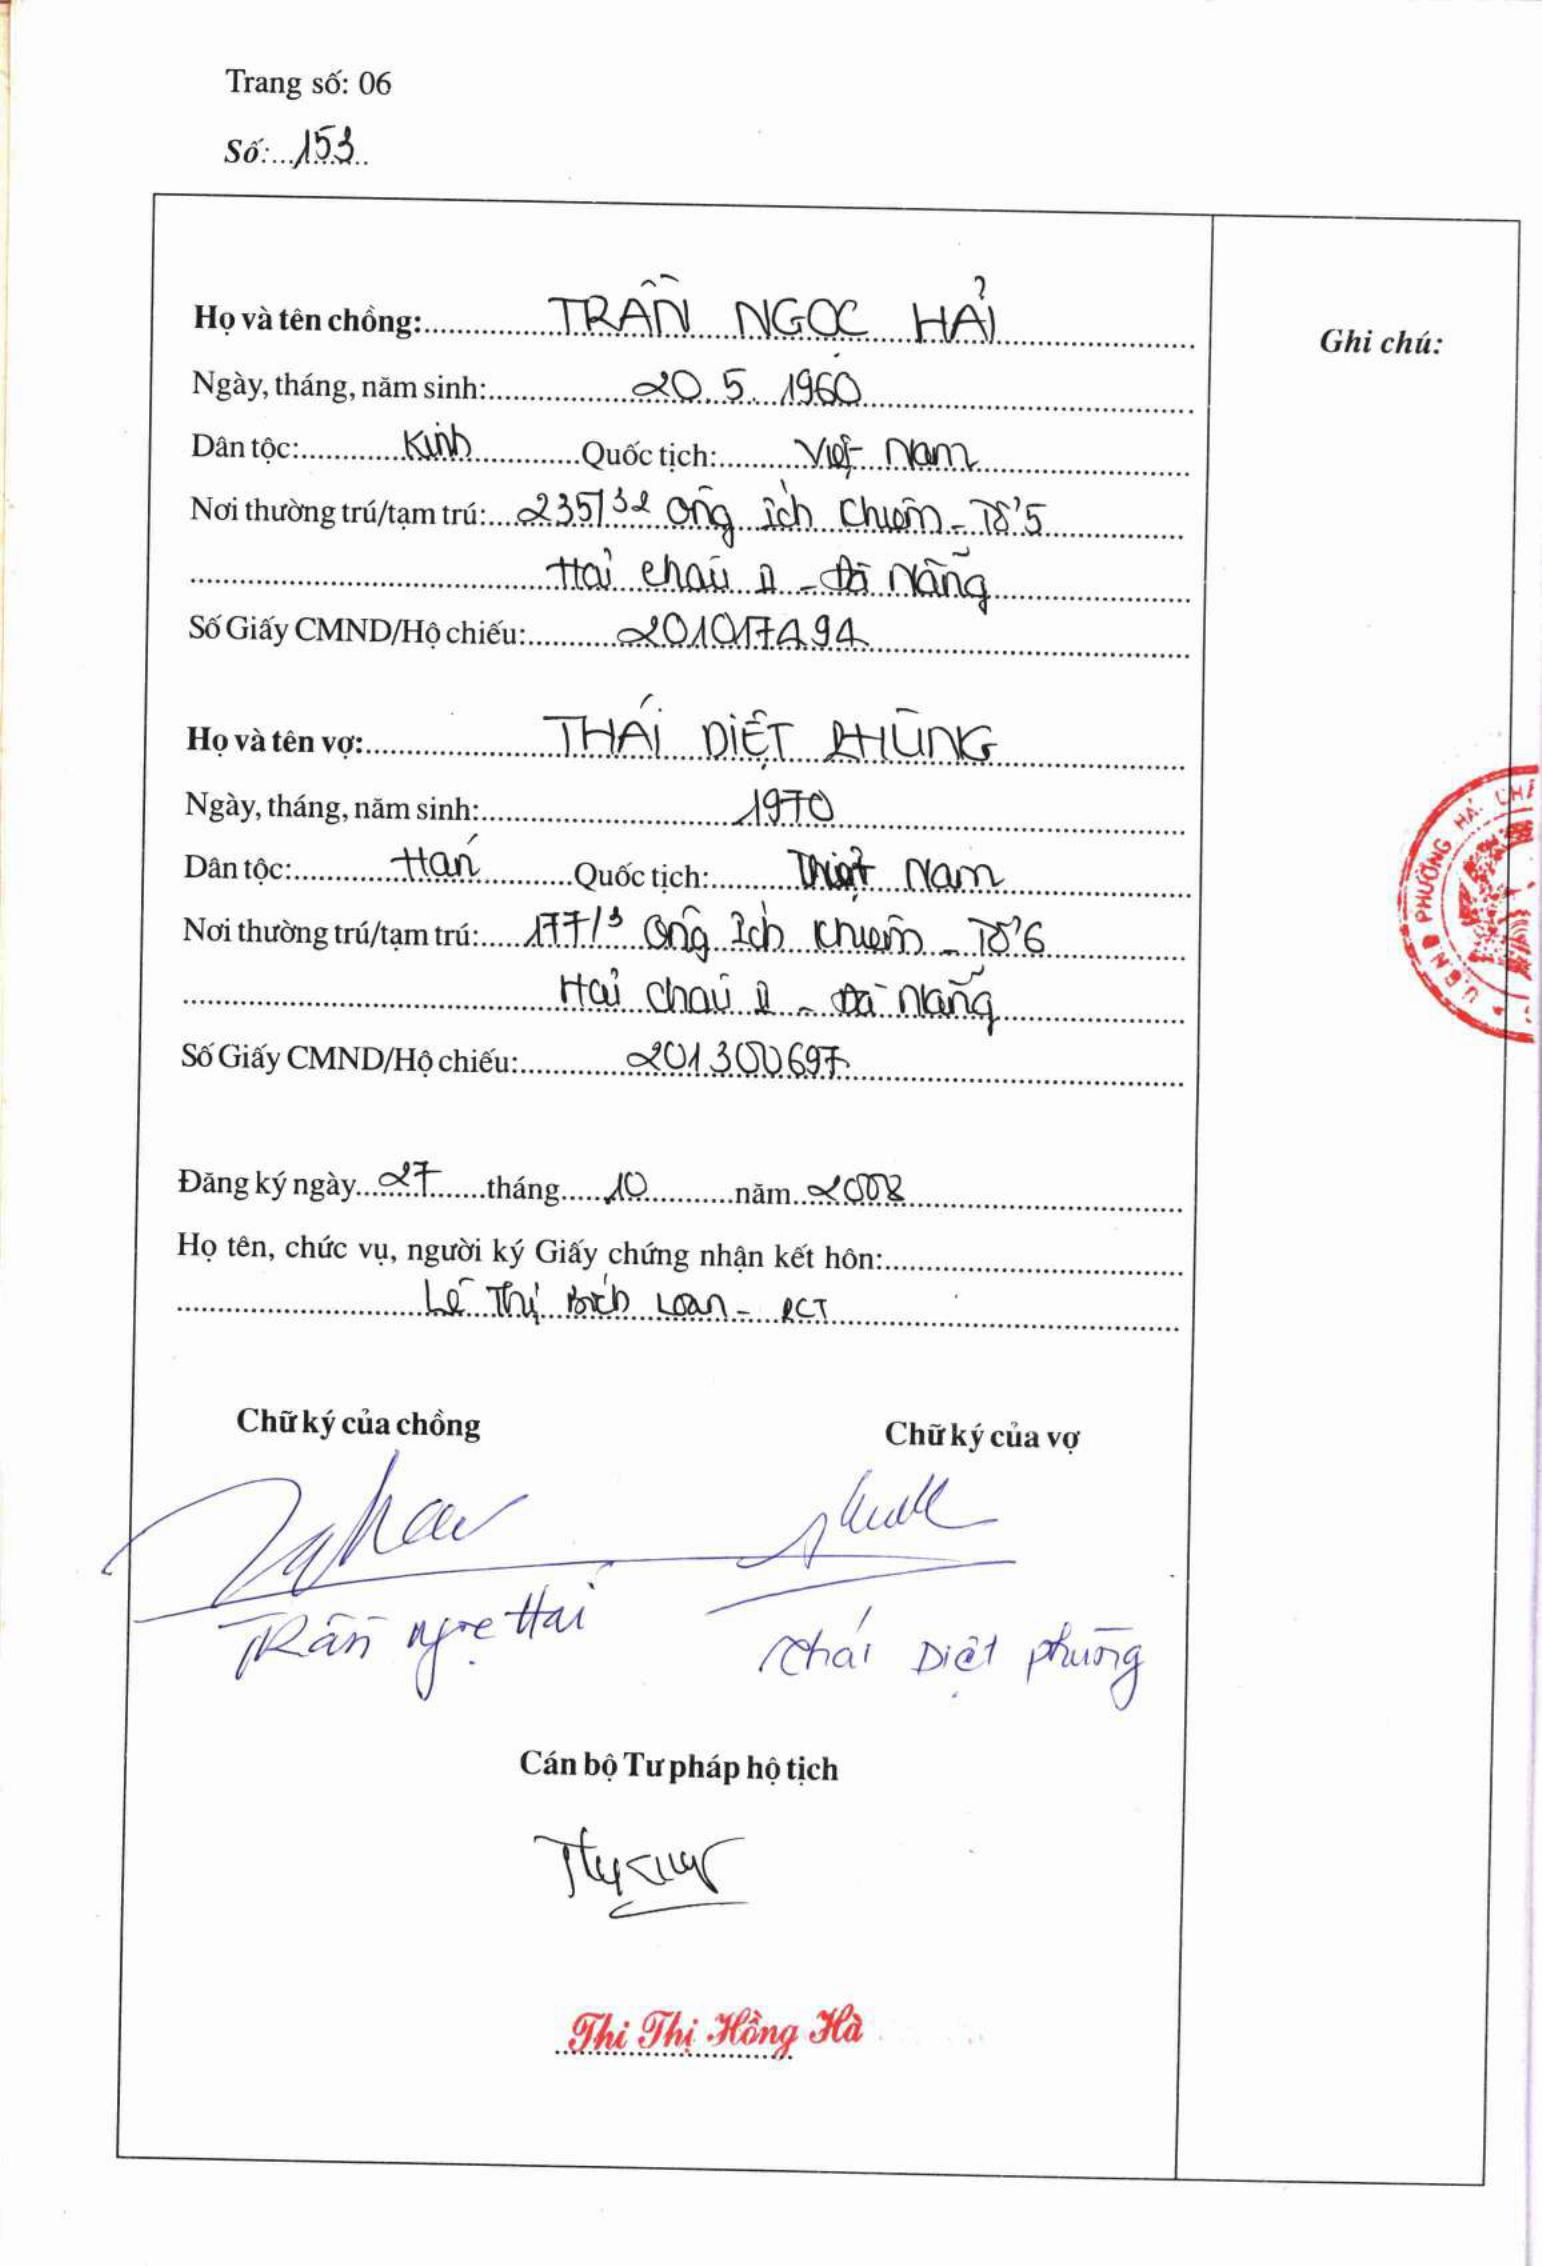 Trang số: 06
Số: 153
Họ và tên chồng: TRẦN NGỌC HẢI
Ghi chú:
Ngày, tháng, năm sinh: 20.5.1960
Dân tộc: Kinh Quốc tịch: Việt Nam
Nơi thường trú/tạm trú: 235/32 Ông Ích Khiêm - Tổ 5
Hải Châu II - Đà Nẵng
Số Giấy CMND/Hộ chiếu: 201017494
Họ và tên vợ: THÁI DIỆT PHÙNG
Ngày, tháng, năm sinh: 1970
Dân tộc: Hán Quốc tịch: Việt Nam
Nơi thường trú/tạm trú: 177/3 Ông Ích Khiêm - Tổ 6
Hải Châu II - Đà Nẵng
Số Giấy CMND/Hộ chiếu: 201300697
Đăng ký ngày 27 tháng 10 năm 2008
Họ tên, chức vụ, người ký Giấy chứng nhận kết hôn:
Lê Thị Bích Loan - PCT
Chữ ký của chồng
Chữ ký của vợ
Trần Ngọc Hải
Thái Diệt Phùng
Cán bộ Tư pháp hộ tịch
Thi Thị Hồng Hà
U.B.N.D PHƯỜNG HẢI CHÂ